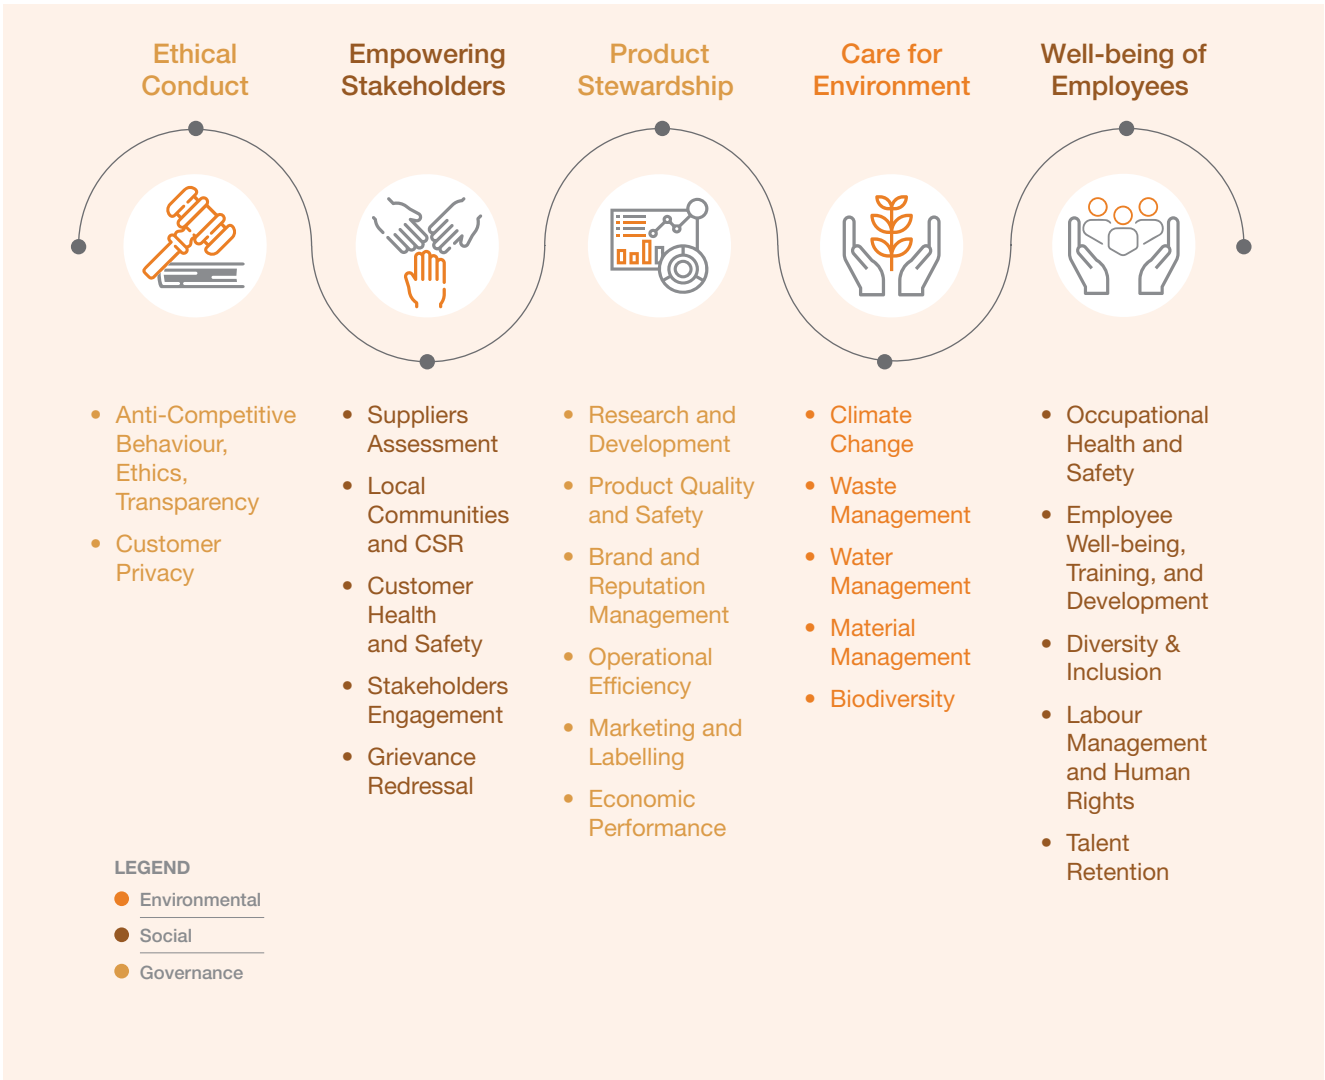 Ethical
Conduct
Empowering
Stakeholders
Product
Stewardship
Care for
Environment
Well-being of
Employees
• Anti-Competitive
Behaviour,
Ethics,
Transparency
• Customer
Privacy
• Suppliers
Assessment
• Local
Communities
and CSR
• Customer
Health
and Safety
• Stakeholders
Engagement
• Grievance
Redressal
• Research and
Development
• Product Quality
and Safety
• Brand and
Reputation
Management
• Operational
Efficiency
• Marketing and
Labelling
• Economic
Performance
• Climate
Change
• Waste
Management
• Water
Management
• Material
Management
• Biodiversity
• Occupational
Health and
Safety
• Employee
Well-being,
Training, and
Development
• Diversity &
Inclusion
• Labour
Management
and Human
Rights
• Talent
Retention
LEGEND
Environmental
Social
Governance